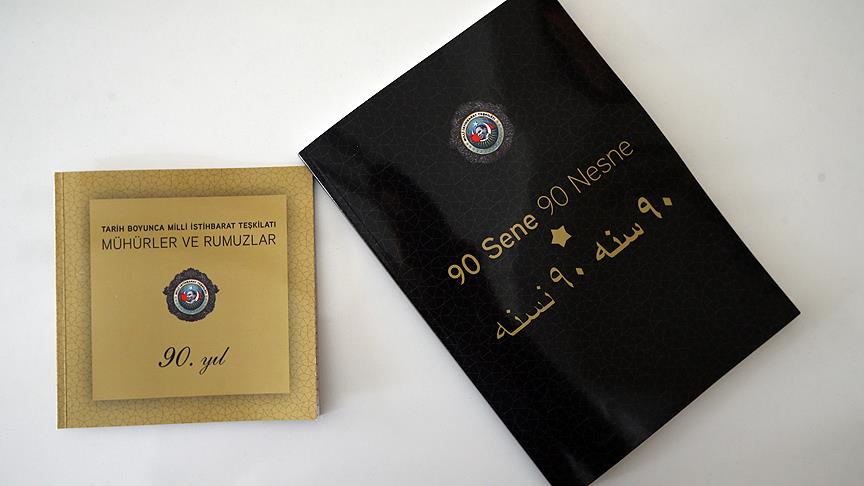 TARİH BOYUNCA MİLLİ İSTİHBARAT TEŞKİLATI
MÜHÜRLER VE RUMUZLAR
90. yıl
90 Sene 90 Nesne
٩٠ سنه ٩٠ نسنه